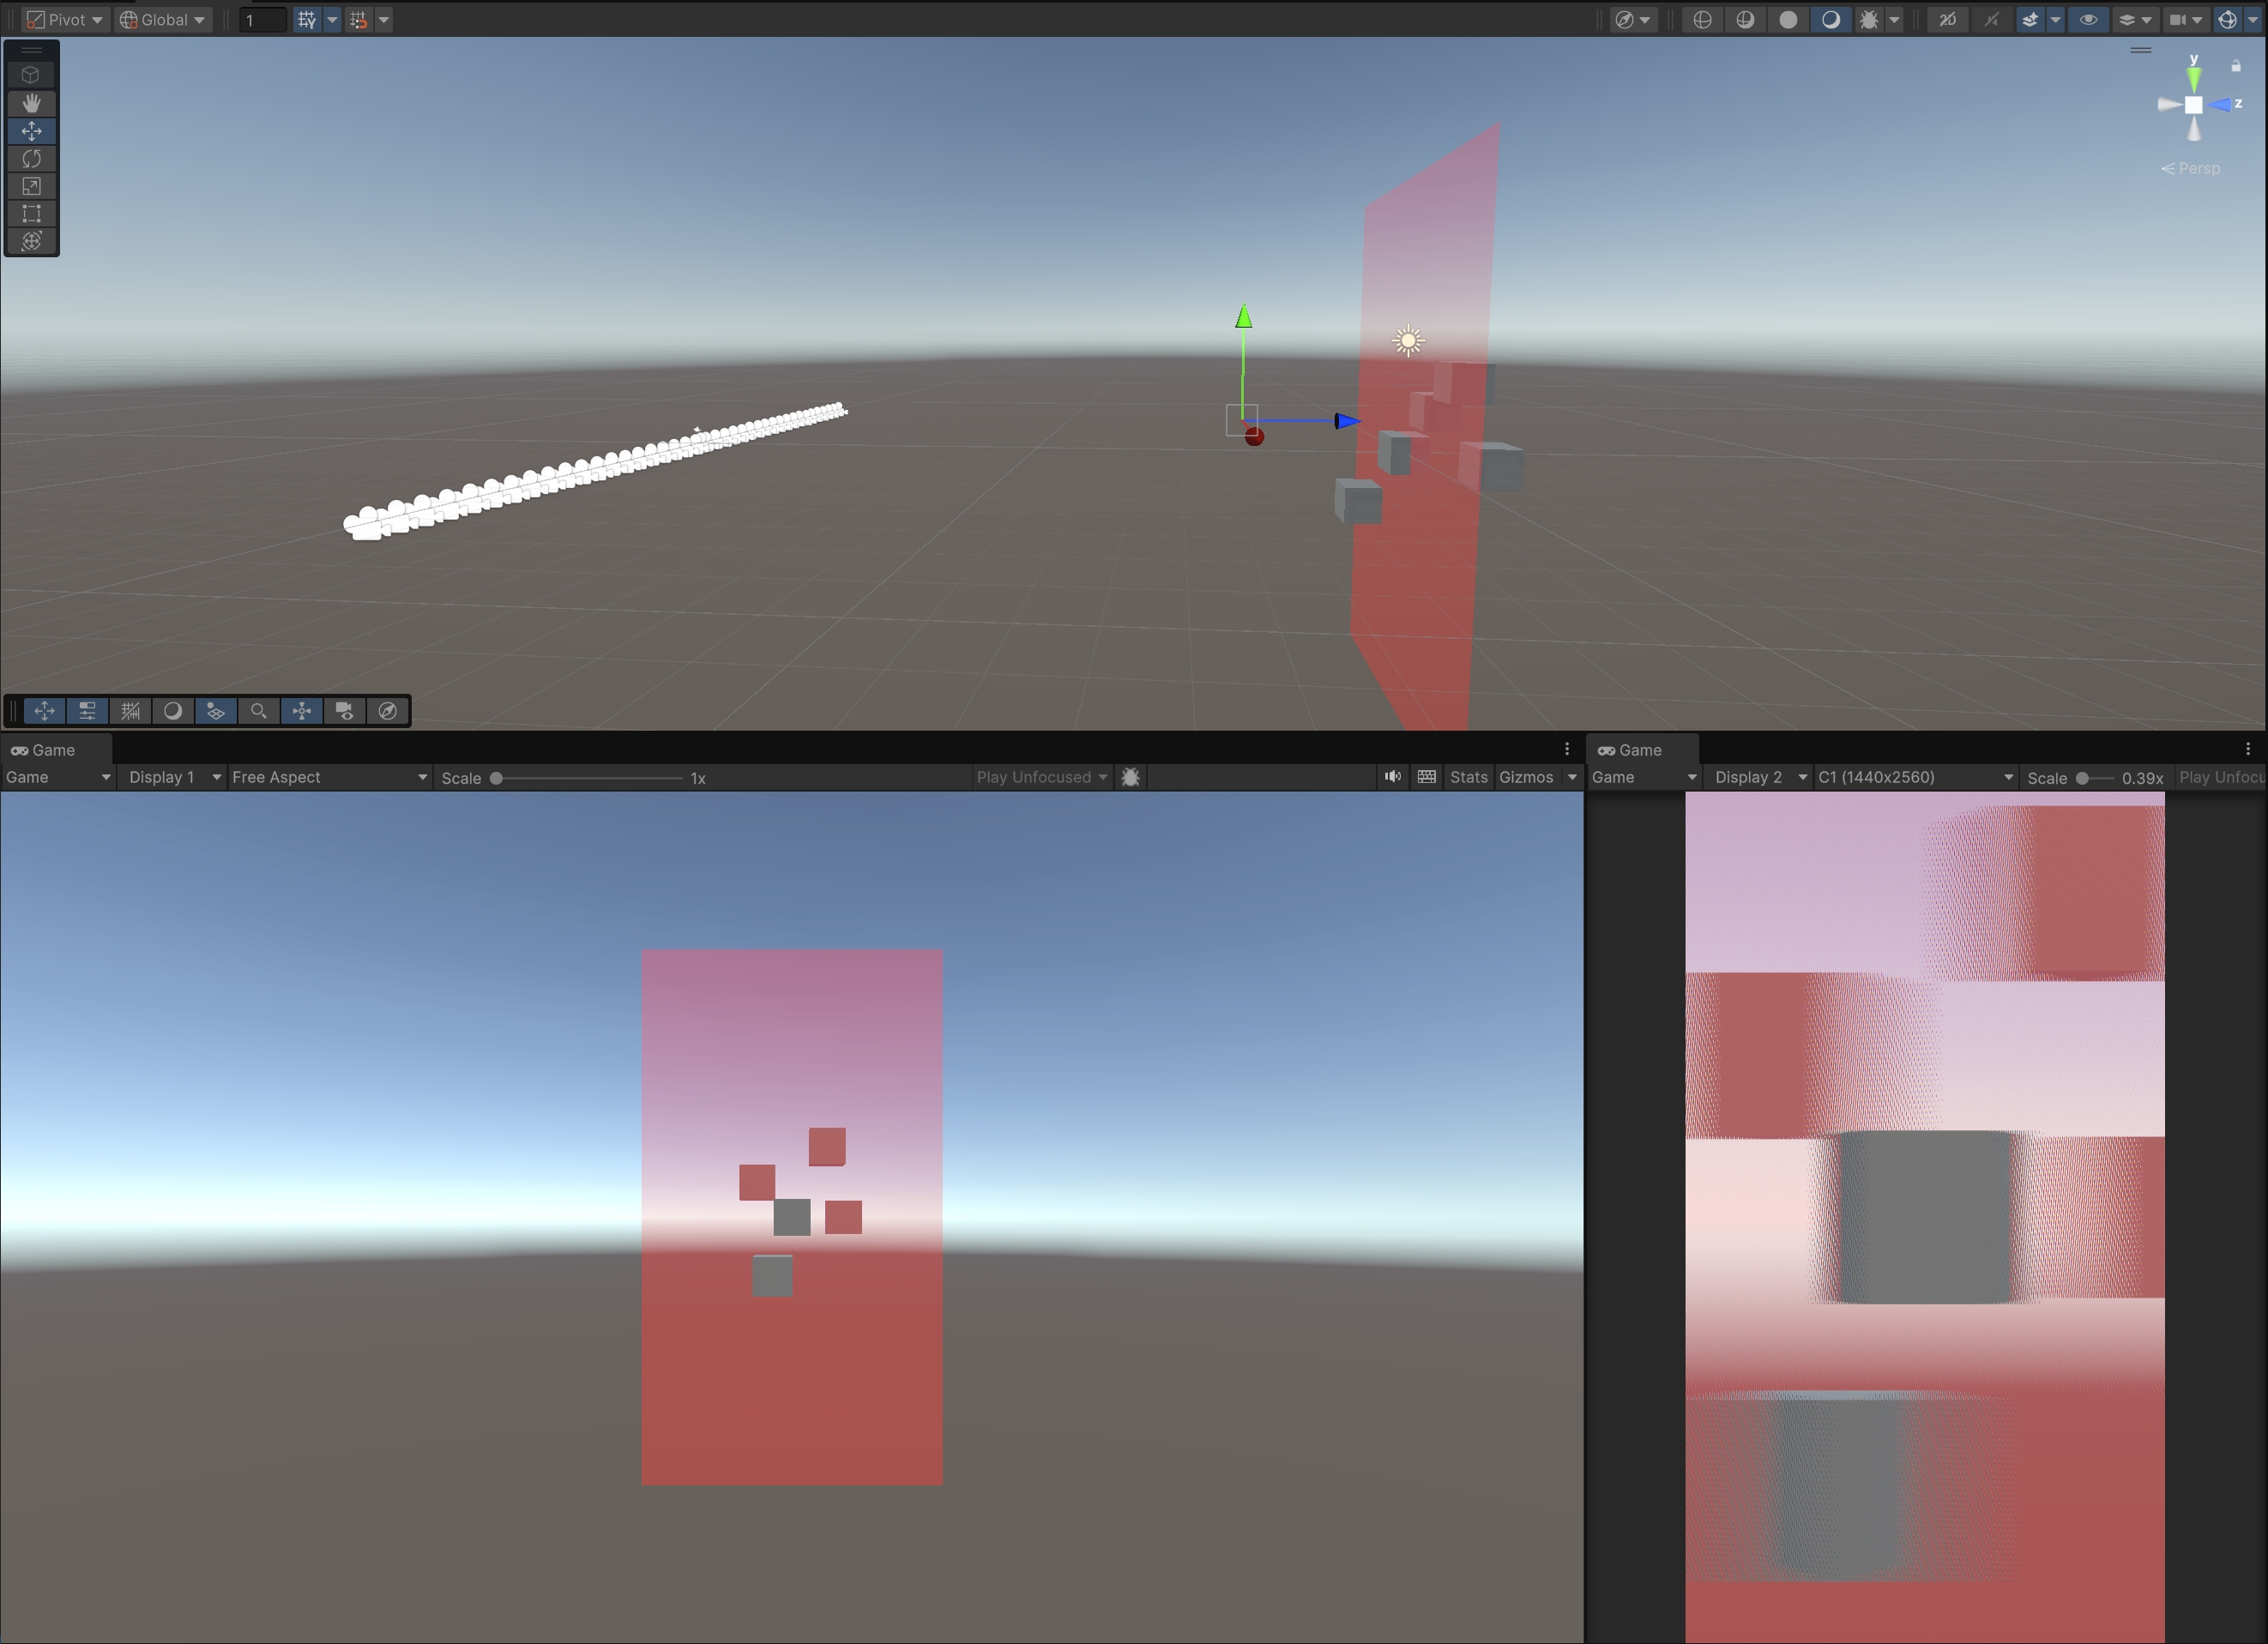 Pivot Global 1 2D
y
z
Persp
Game
Game Display 1 Free Aspect Scale 1x Play Unfocused Stats Gizmos
Game
Game Display 2 C1 (1440x2560) Scale 0.39x Play Unfocu